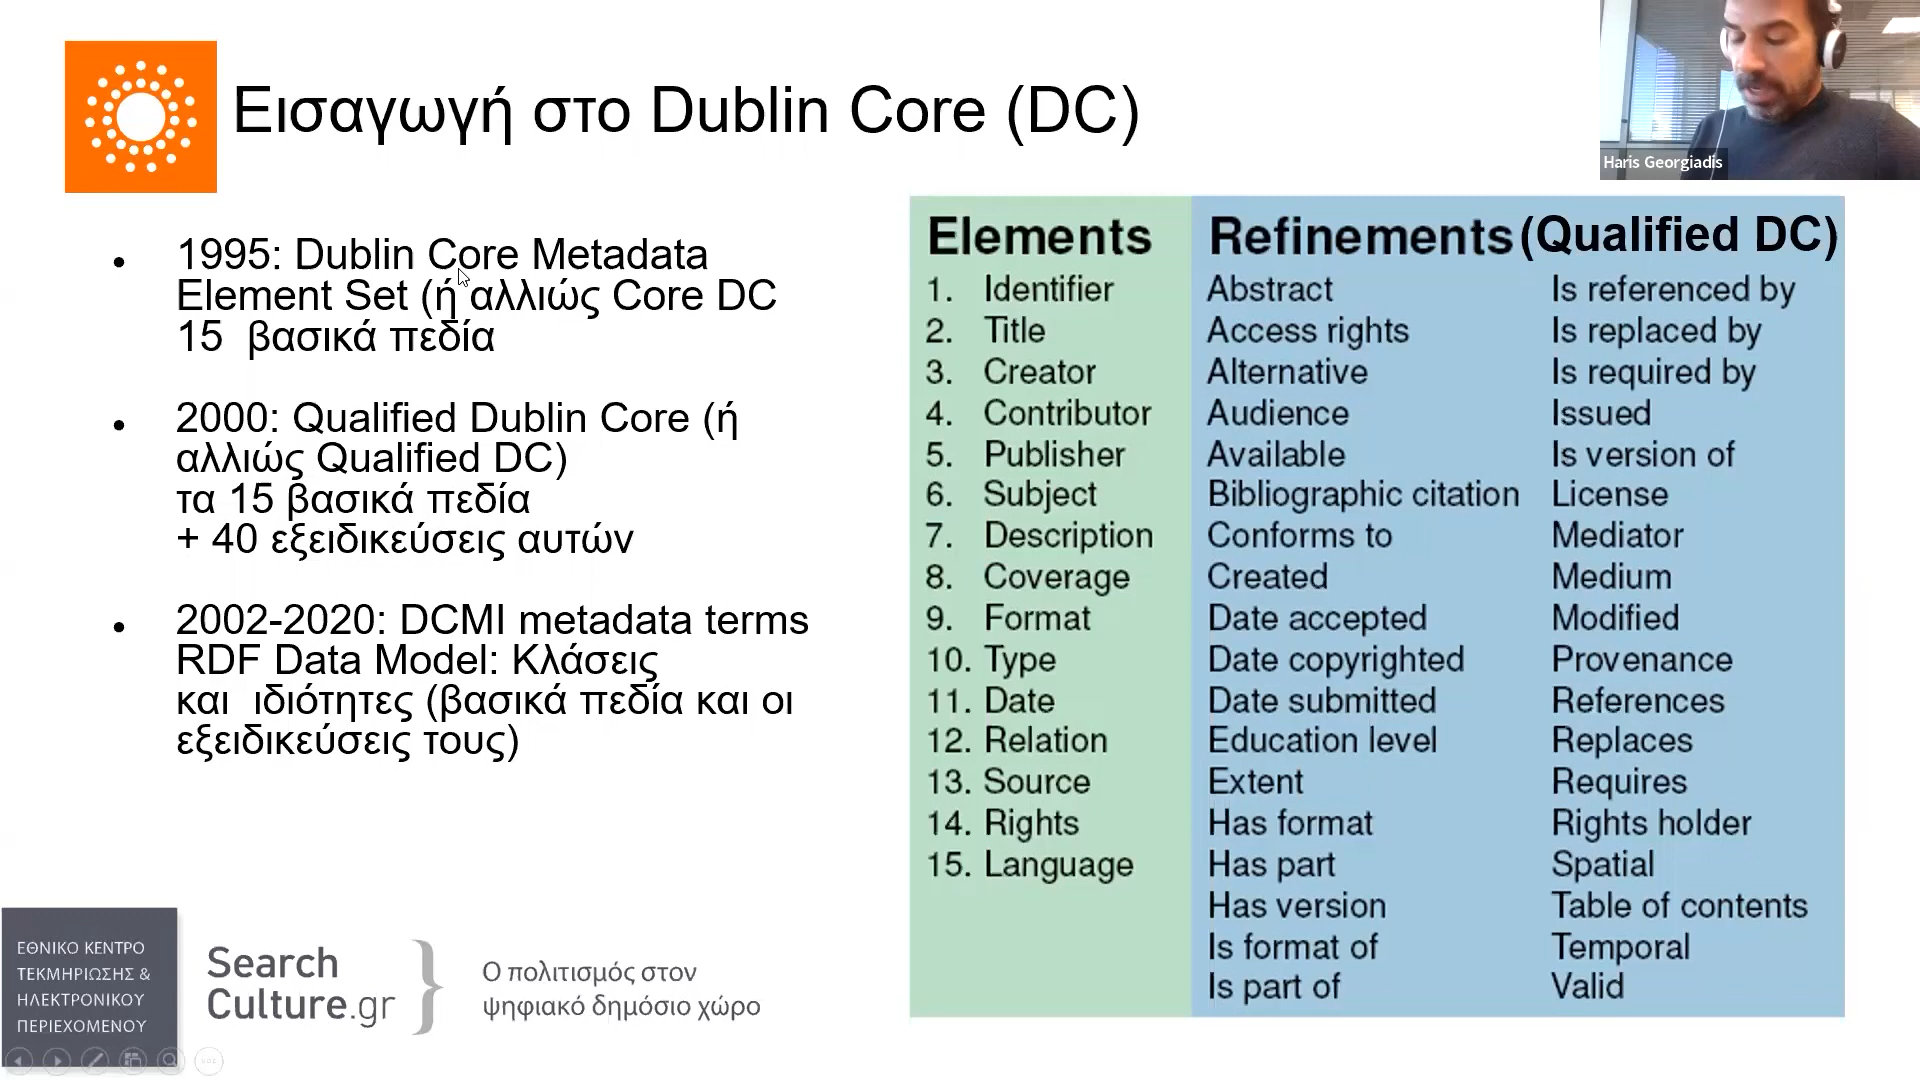 Εισαγωγή στο Dublin Core (DC)
Haris Georgiadis
• 1995: Dublin Core Metadata
Element Set (ή αλλιώς Core DC
15 βασικά πεδία
• 2000: Qualified Dublin Core (ή
αλλιώς Qualified DC)
τα 15 βασικά πεδία
+ 40 εξειδικεύσεις αυτών
• 2002-2020: DCMI metadata terms
RDF Data Model: Κλάσεις
και ιδιότητες (βασικά πεδία και οι
εξειδικεύσεις τους)
Elements
1. Identifier
2. Title
3. Creator
4. Contributor
5. Publisher
6. Subject
7. Description
8. Coverage
9. Format
10. Type
11. Date
12. Relation
13. Source
14. Rights
15. Language
Refinements (Qualified DC)
Abstract
Access rights
Alternative
Audience
Available
Bibliographic citation
Conforms to
Created
Date accepted
Date copyrighted
Date submitted
Education level
Extent
Has format
Has part
Has version
Is format of
Is part of
Is referenced by
Is replaced by
Is required by
Issued
Is version of
License
Mediator
Medium
Modified
Provenance
References
Replaces
Requires
Rights holder
Spatial
Table of contents
Temporal
Valid
ΕΘΝΙΚΟ ΚΕΝΤΡΟ
ΤΕΚΜΗΡΙΩΣΗΣ &
ΗΛΕΚΤΡΟΝΙΚΟΥ
ΠΕΡΙΕΧΟΜΕΝΟΥ
Search
Culture.gr
Ο πολιτισμός στον
ψηφιακό δημόσιο χώρο